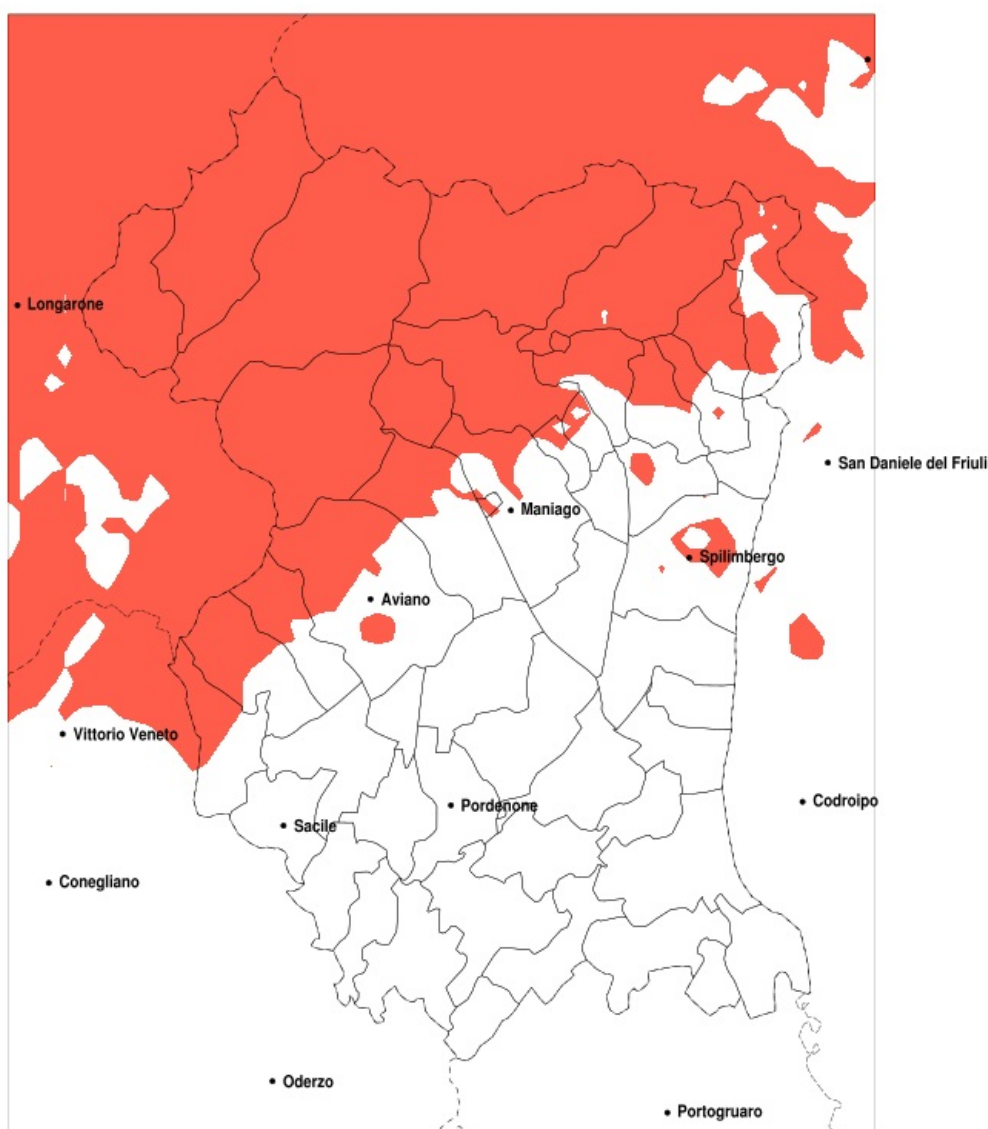 Longarone
San Daniele del Friuli
Maniago
Spilimbergo
Aviano
Vittorio Veneto
Codroipo
Pordenone
Sacile
Conegliano
Oderzo
Portogruaro